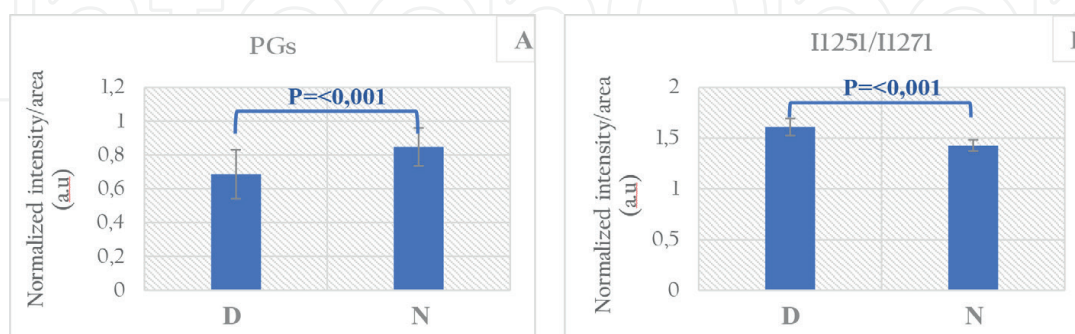 PGs
A
Normalized intensity/area
(a.u)
1,2
1
0,8
0,6
0,4
0,2
0
P=<0,001
D
N
I1251/I1271
Normalized intensity/area
(a.u)
2
1,5
1
0,5
0
P=<0,001
D
N